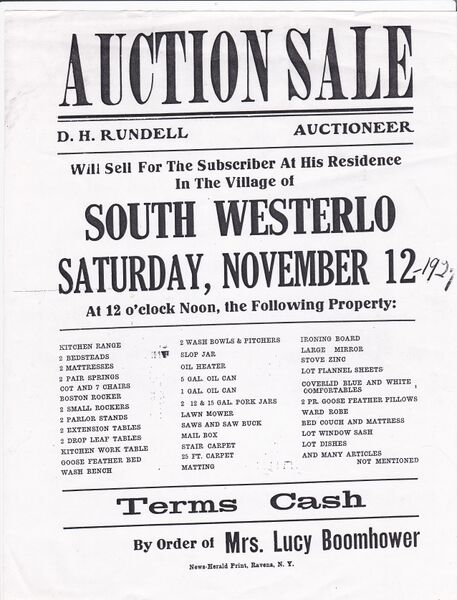 AUCTION SALE
D. H. RUNDELL AUCTIONEER
Will Sell For The Subscriber At His Residence
In The Village of
SOUTH WESTERLO
SATURDAY, NOVEMBER 12
At 12 o'clock Noon, the Following Property:
KITCHEN RANGE
2 BEDSTEADS
2 MATTRESSES
2 PAIR SPRINGS
COT AND 7 CHAIRS
BOSTON ROCKER
2 SMALL ROCKERS
2 PARLOR STANDS
2 EXTENSION TABLES
2 DROP LEAF TABLES
KITCHEN WORK TABLE
GOOSE FEATHER BED
WASH BENCH
2 WASH BOWLS & PITCHERS
SLOP JAR
OIL HEATER
5 GAL. OIL CAN
1 GAL. OIL CAN
2 12 & 15 GAL. PORK JARS
LAWN MOWER
SAWS AND SAW BUCK
MAIL BOX
STAIR CARPET
25 FT. CARPET
MATTING
IRONING BOARD
LARGE MIRROR
STOVE ZINC
LOT FLANNEL SHEETS
COVERLID BLUE AND WHITE
COMFORTABLES
2 PR. GOOSE FEATHER PILLOWS
WARD ROBE
BED COUCH AND MATTRESS
LOT WINDOW SASH
LOT DISHES
AND MANY ARTICLES
NOT MENTIONED
Terms Cash
By Order of Mrs. Lucy Boomhower
News-Herald Print, Ravena, N. Y.